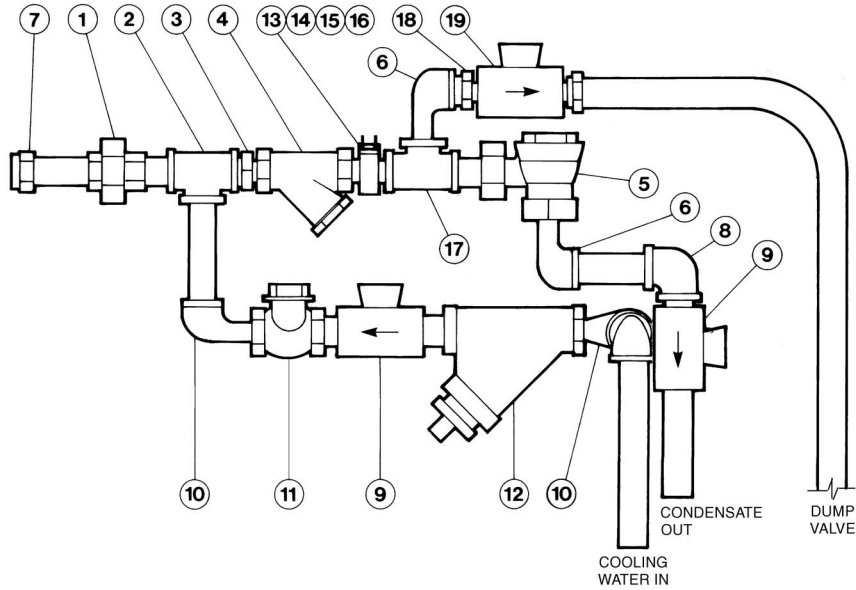 7 1 2 3 4 13 14 15 16 18 19
6
5
17
6 8 9
10 11 9 12 10
CONDENSATE
OUT
DUMP
VALVE
COOLING
WATER IN